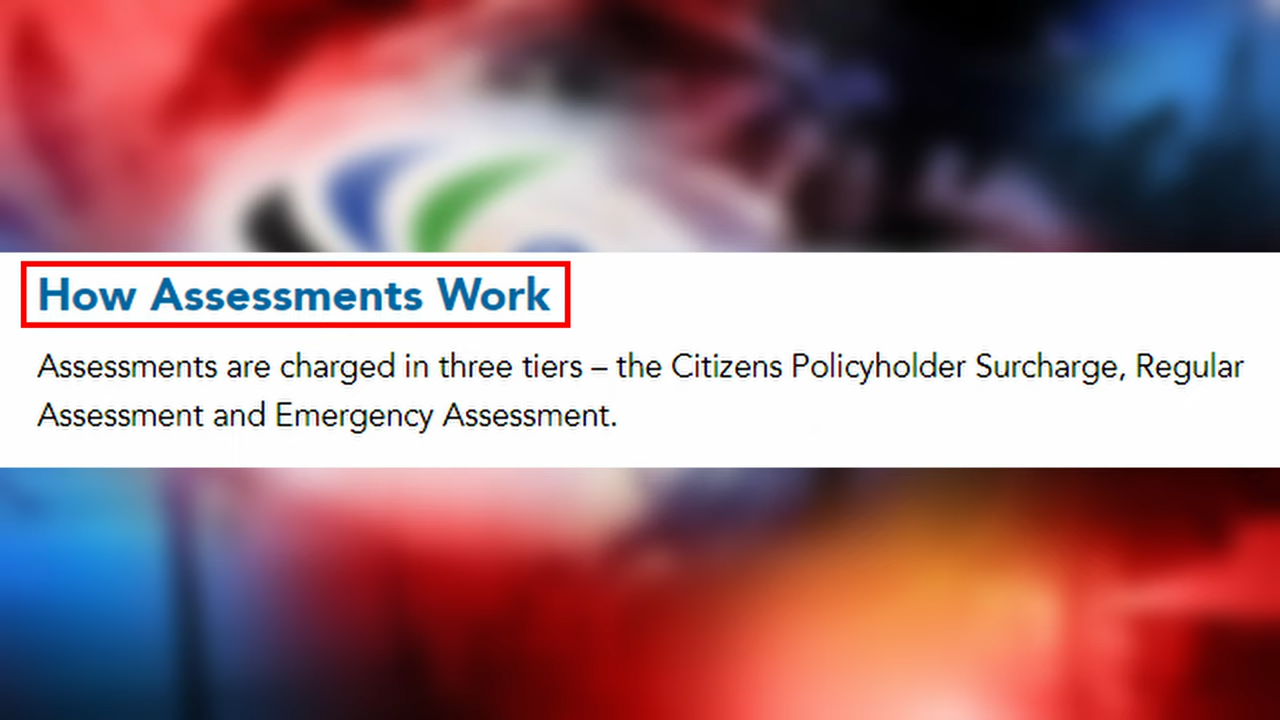 How Assessments Work
Assessments are charged in three tiers – the Citizens Policyholder Surcharge, Regular
Assessment and Emergency Assessment.